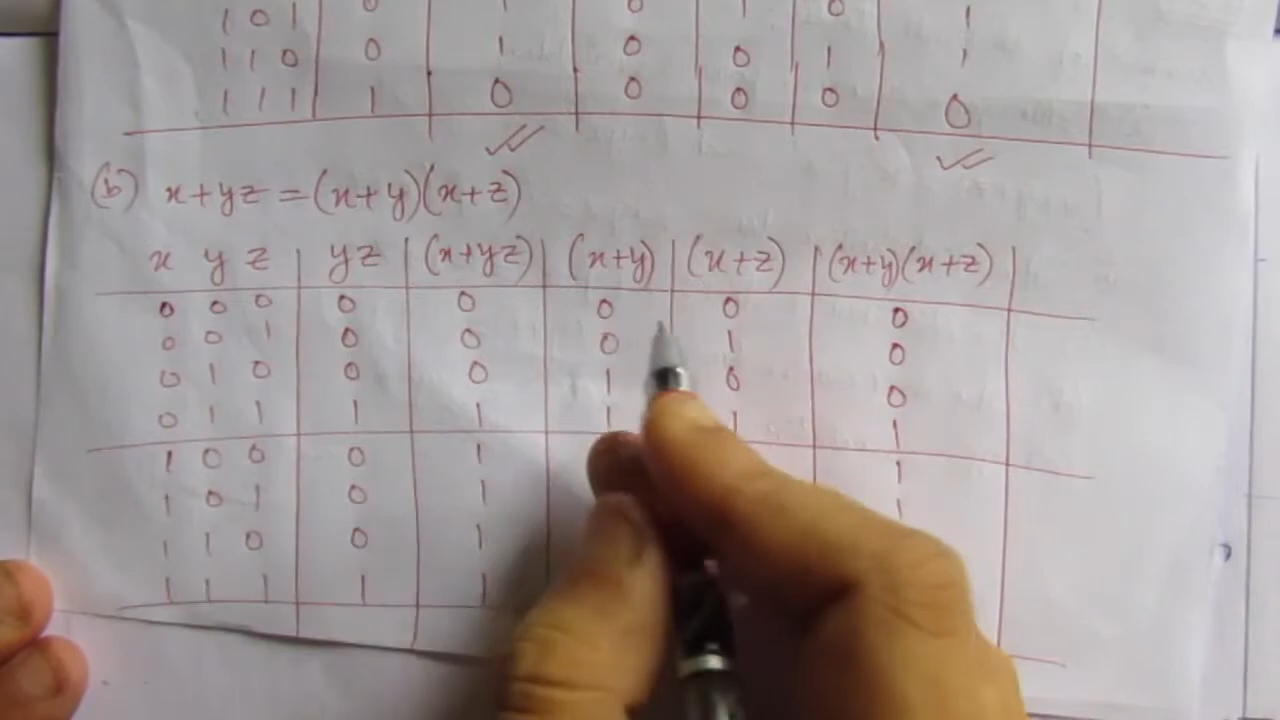 1 0 1 0 1 0 1 0 1
1 1 0 0 1 0 0 1 1
1 1 1 1 0 0 0 0 0
(b) x+yz=(x+y)(x+z)
x y z yz (x+yz) (x+y) (x+z) (x+y)(x+z)
0 0 0 0 0 0 0 0
0 0 1 0 0 0 1 0
0 1 0 0 0 1 0 0
0 1 1 1 1 1 1 1
1 0 0 0 1 1
1 0 1 0 1 1
1 1 0 0 1
1 1 1 1 1